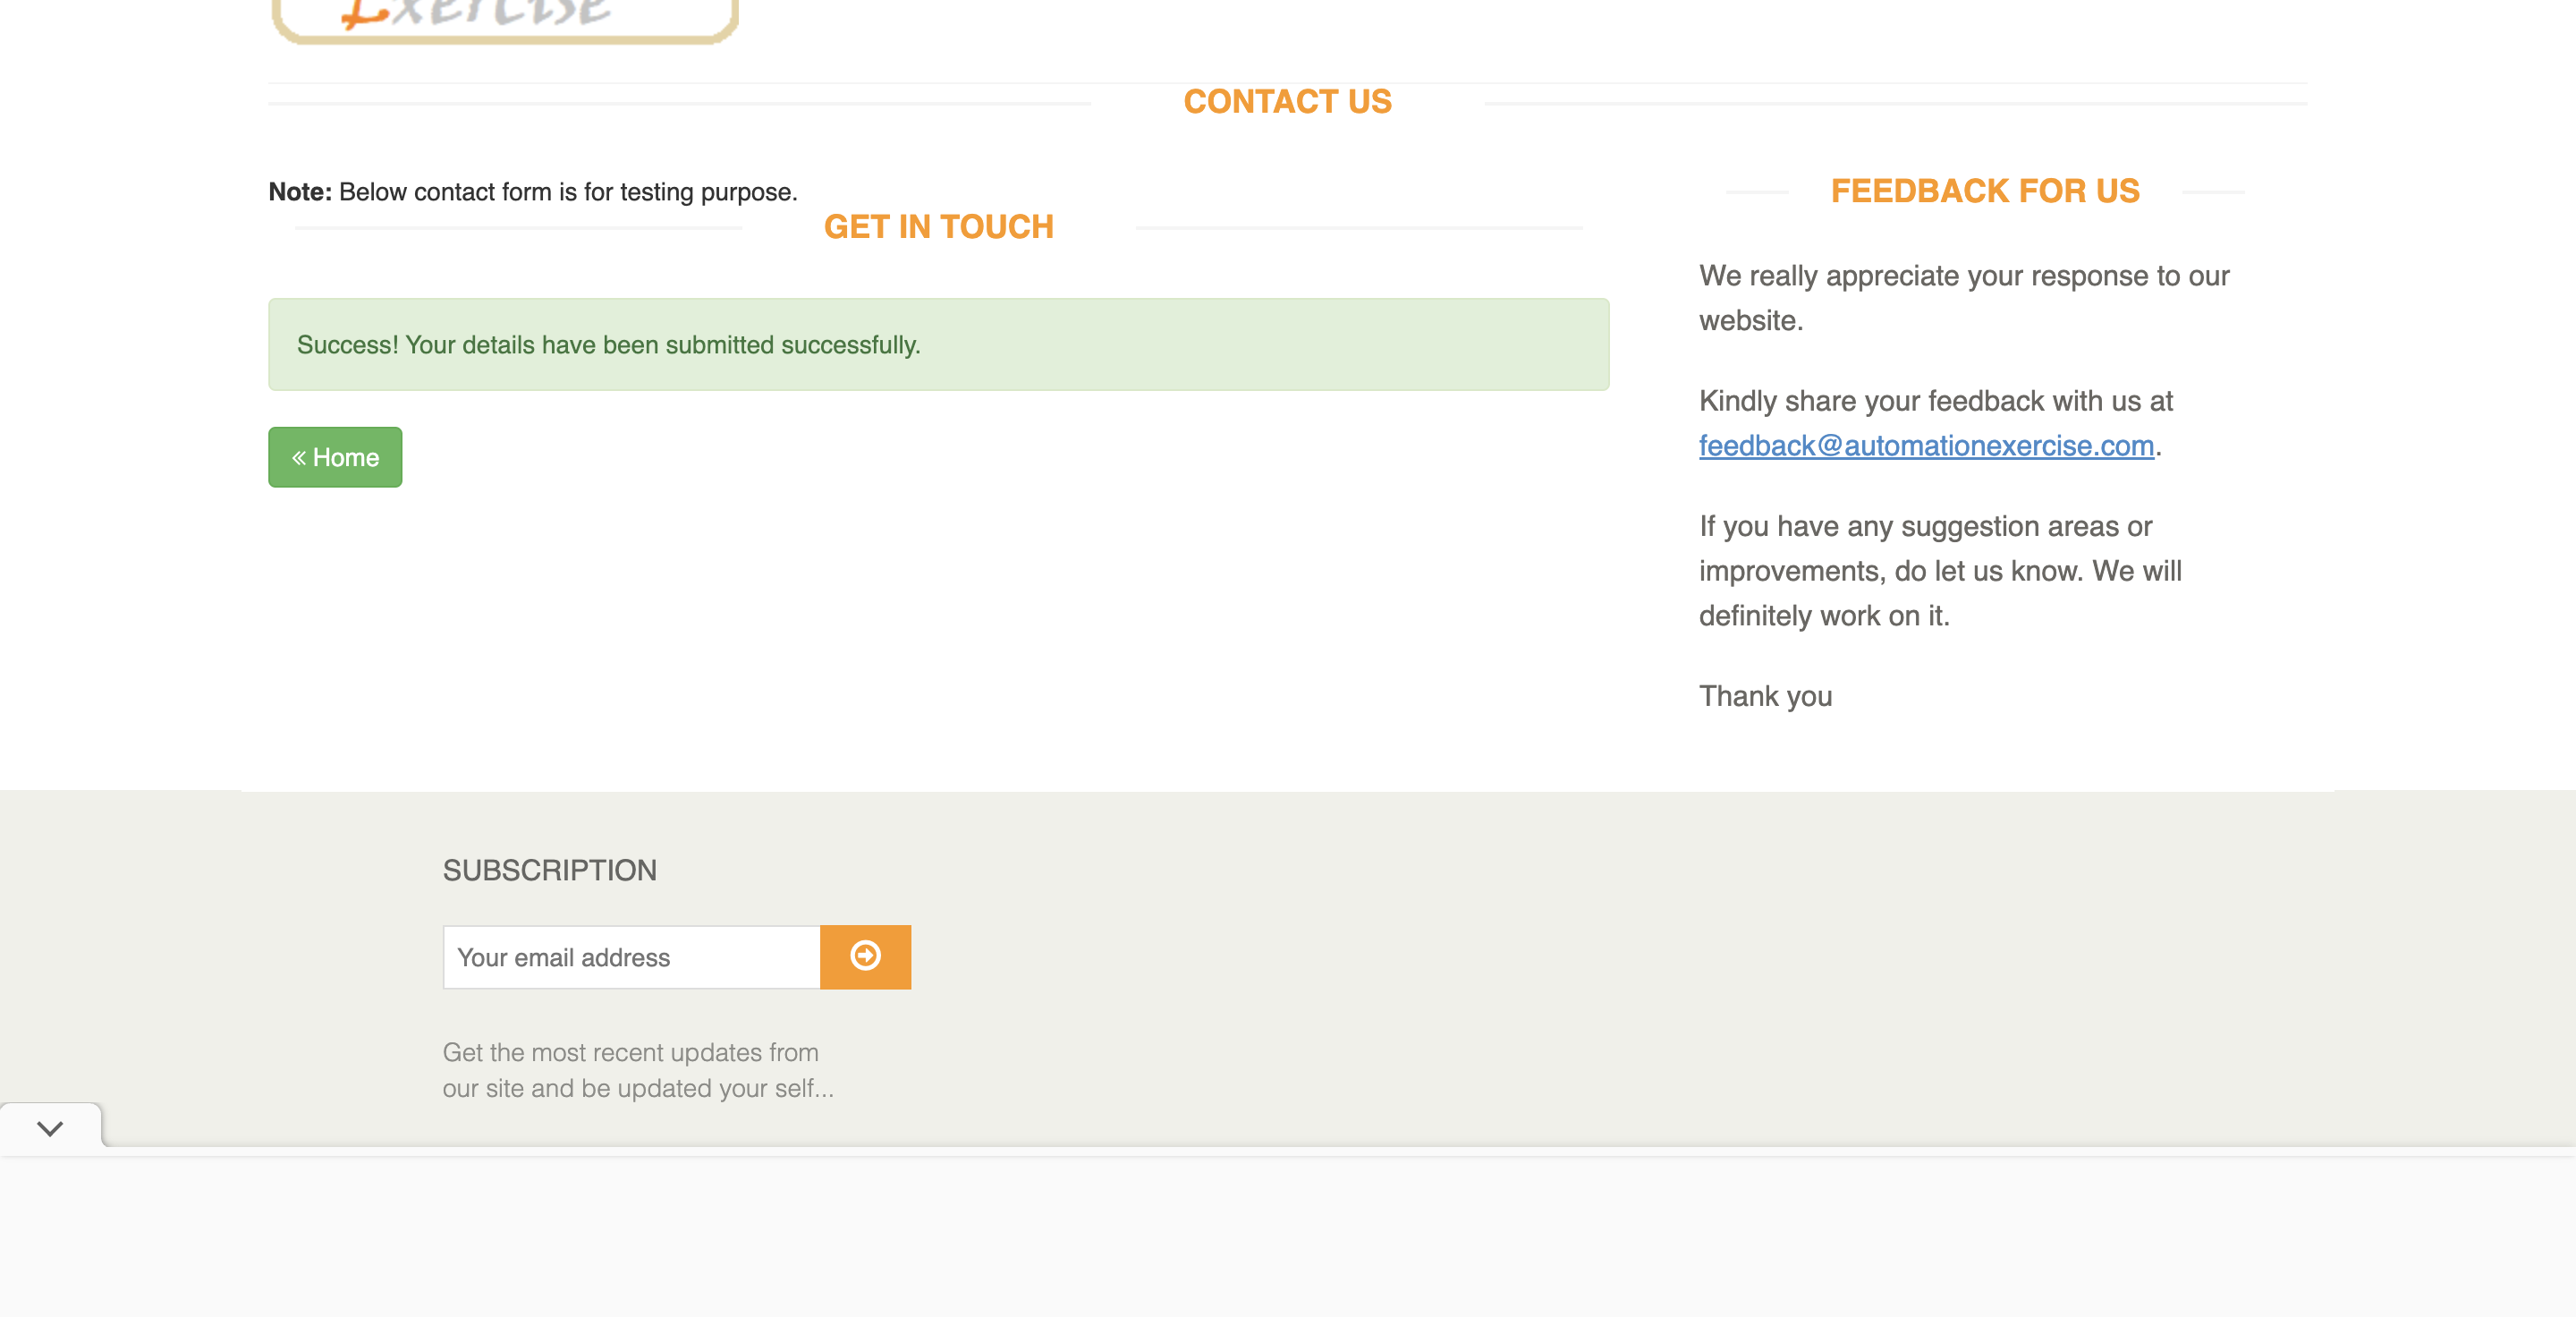 Exercise
CONTACT US
Note: Below contact form is for testing purpose.
GET IN TOUCH
Success! Your details have been submitted successfully.
« Home
FEEDBACK FOR US
We really appreciate your response to our
website.
Kindly share your feedback with us at
feedback@automationexercise.com.
If you have any suggestion areas or
improvements, do let us know. We will
definitely work on it.
Thank you
SUBSCRIPTION
Your email address
Get the most recent updates from
our site and be updated your self...